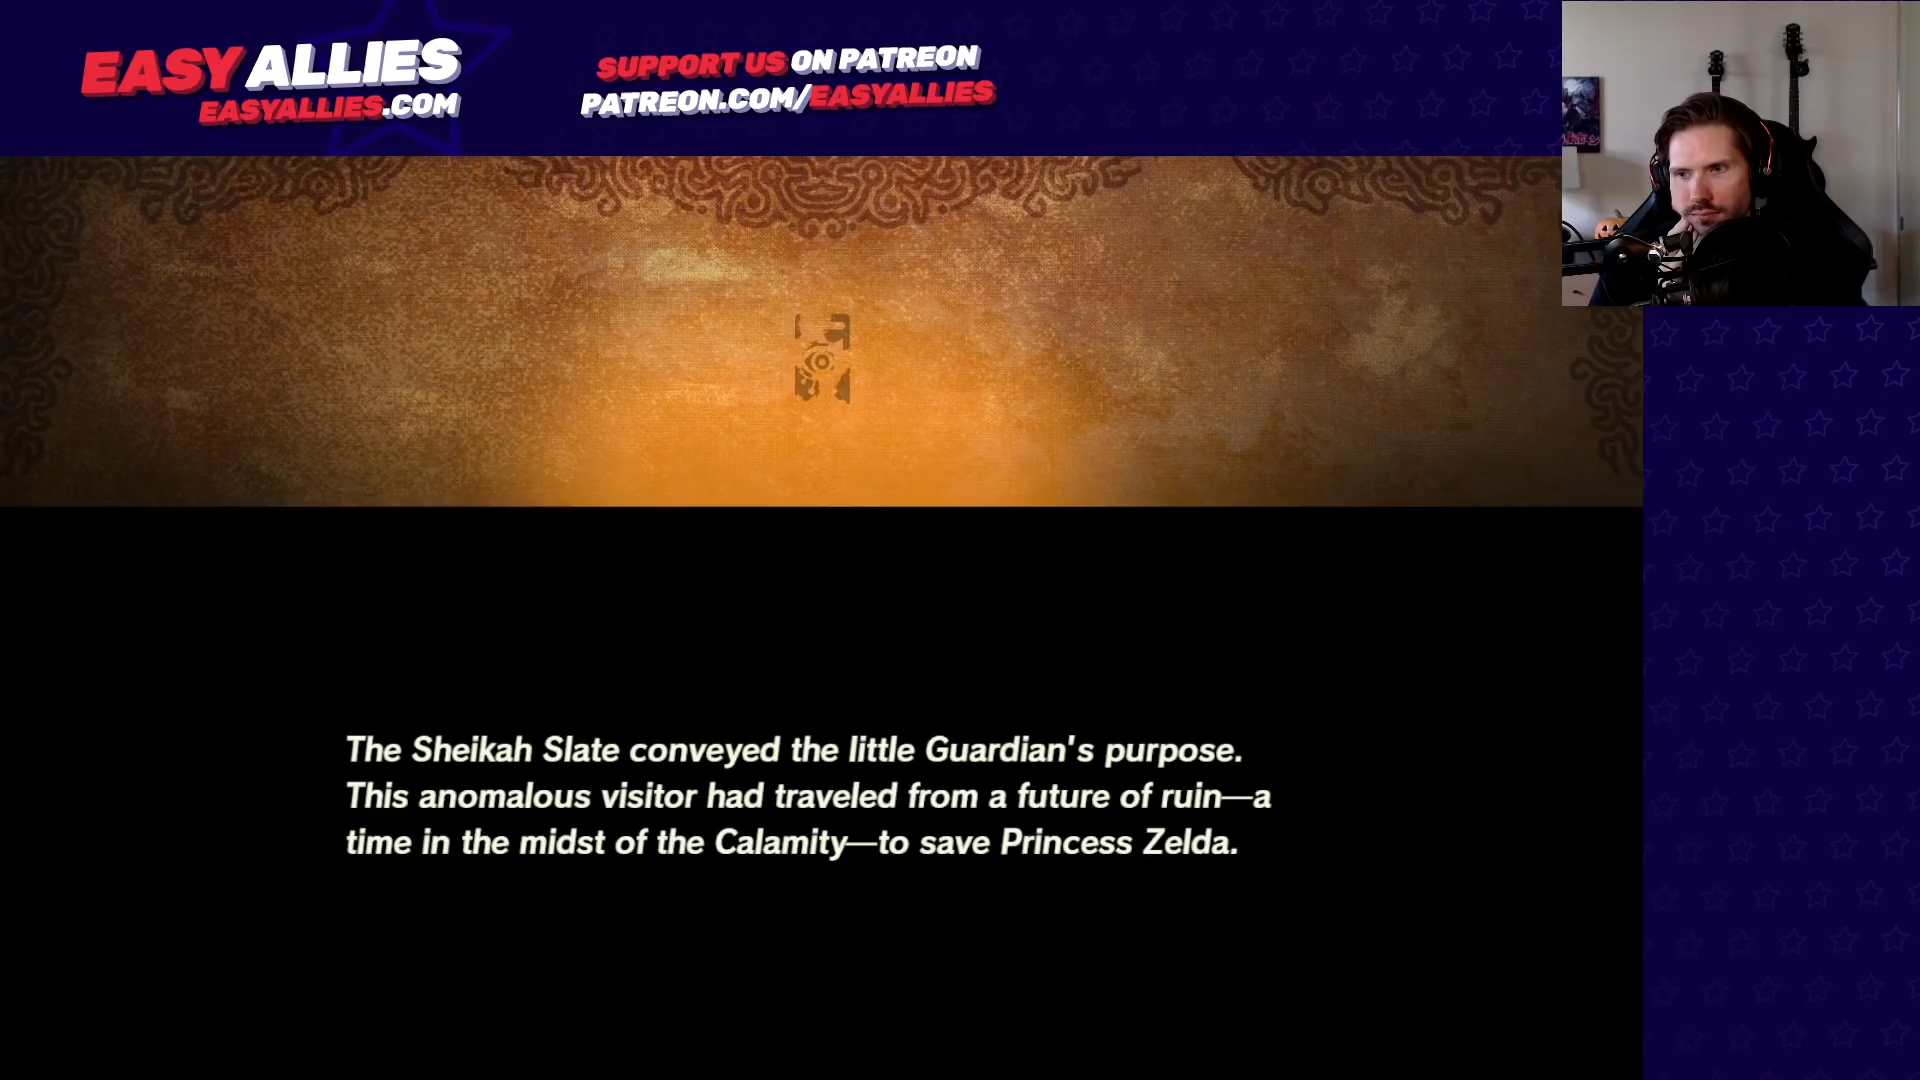 EASY ALLIES
EASYALLIES.COM
SUPPORT US ON PATREON
PATREON.COM/EASYALLIES
The Sheikah Slate conveyed the little Guardian's purpose.
This anomalous visitor had traveled from a future of ruin—a
time in the midst of the Calamity—to save Princess Zelda.